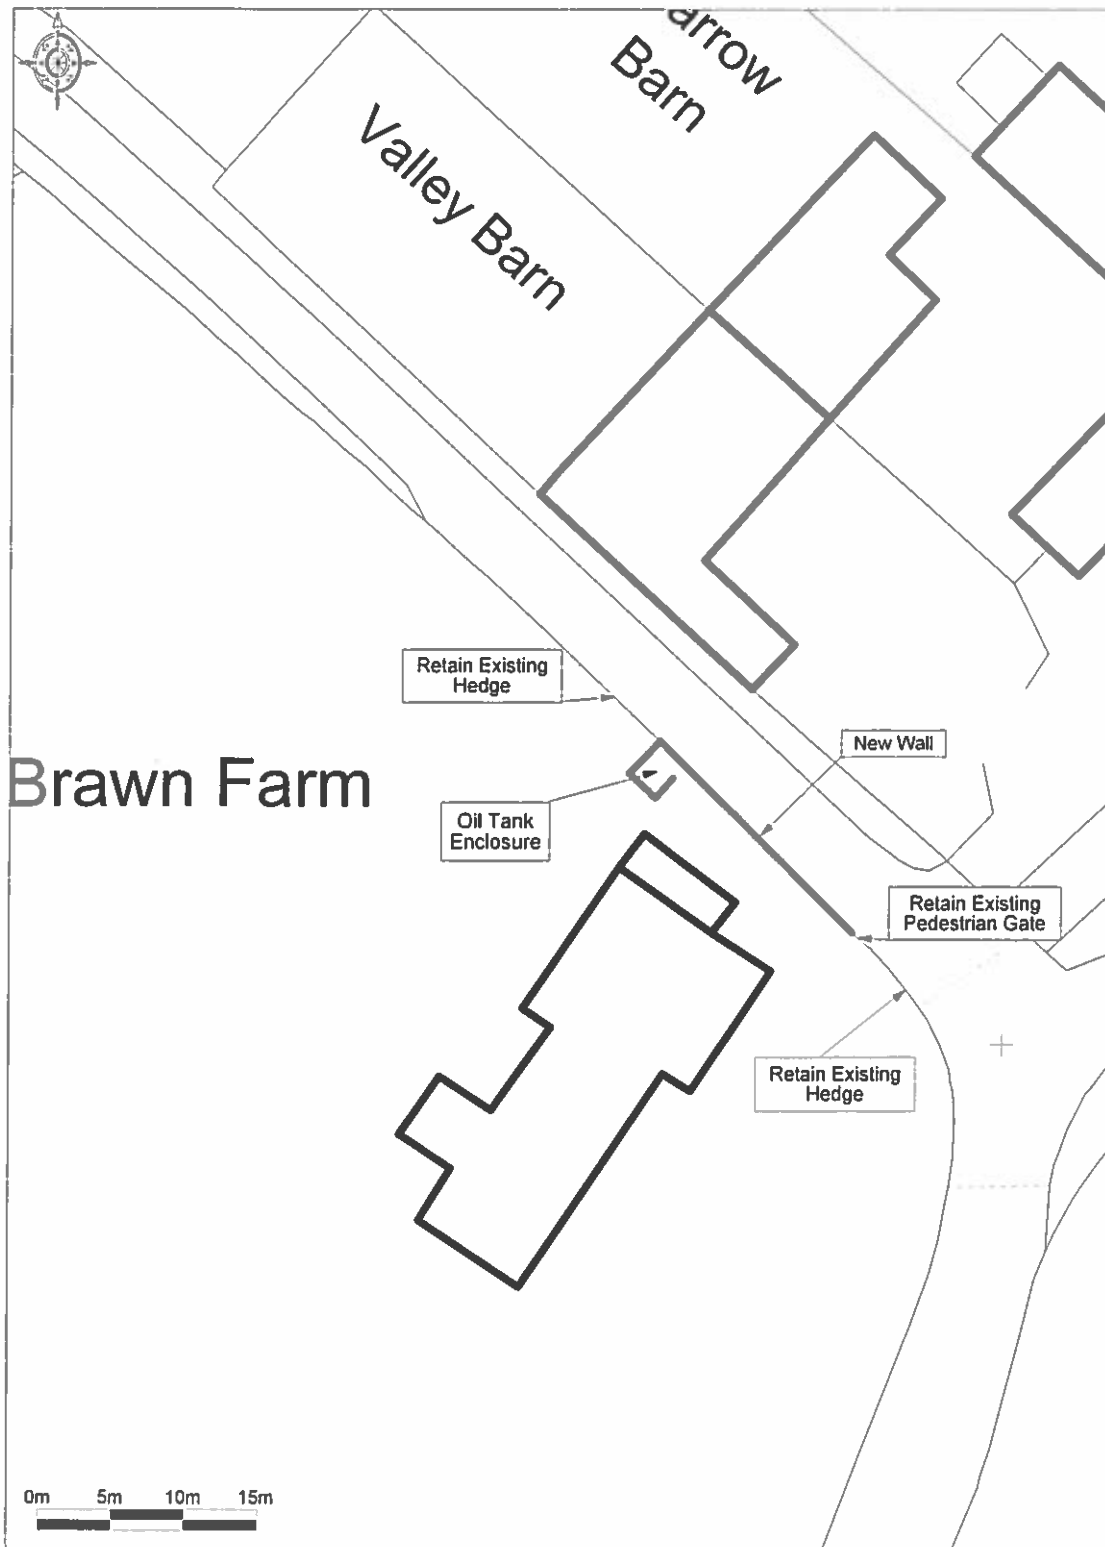 arrow
Barn
Valley Barn
Retain Existing
Hedge
New Wall
Brawn Farm
Oil Tank
Enclosure
Retain Existing
Pedestrian Gate
Retain Existing
Hedge
0m 5m 10m 15m